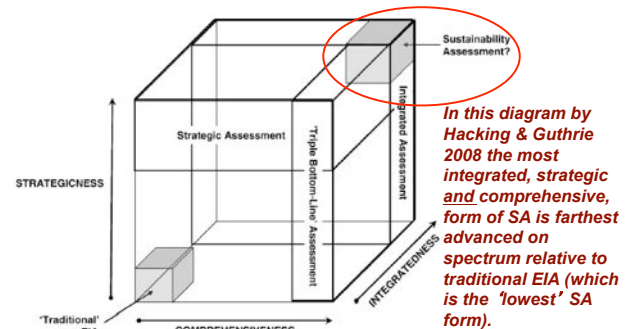 Sustainability
Assessment?
Strategic Assessment
'Triple Bottom-Line' Assessment
Integrated Assessment
STRATEGICNESS
INTEGRATEDNESS
'Traditional'
In this diagram by
Hacking & Guthrie
2008 the most
integrated, strategic
and comprehensive,
form of SA is farthest
advanced on
spectrum relative to
traditional EIA (which
is the 'lowest' SA
form).